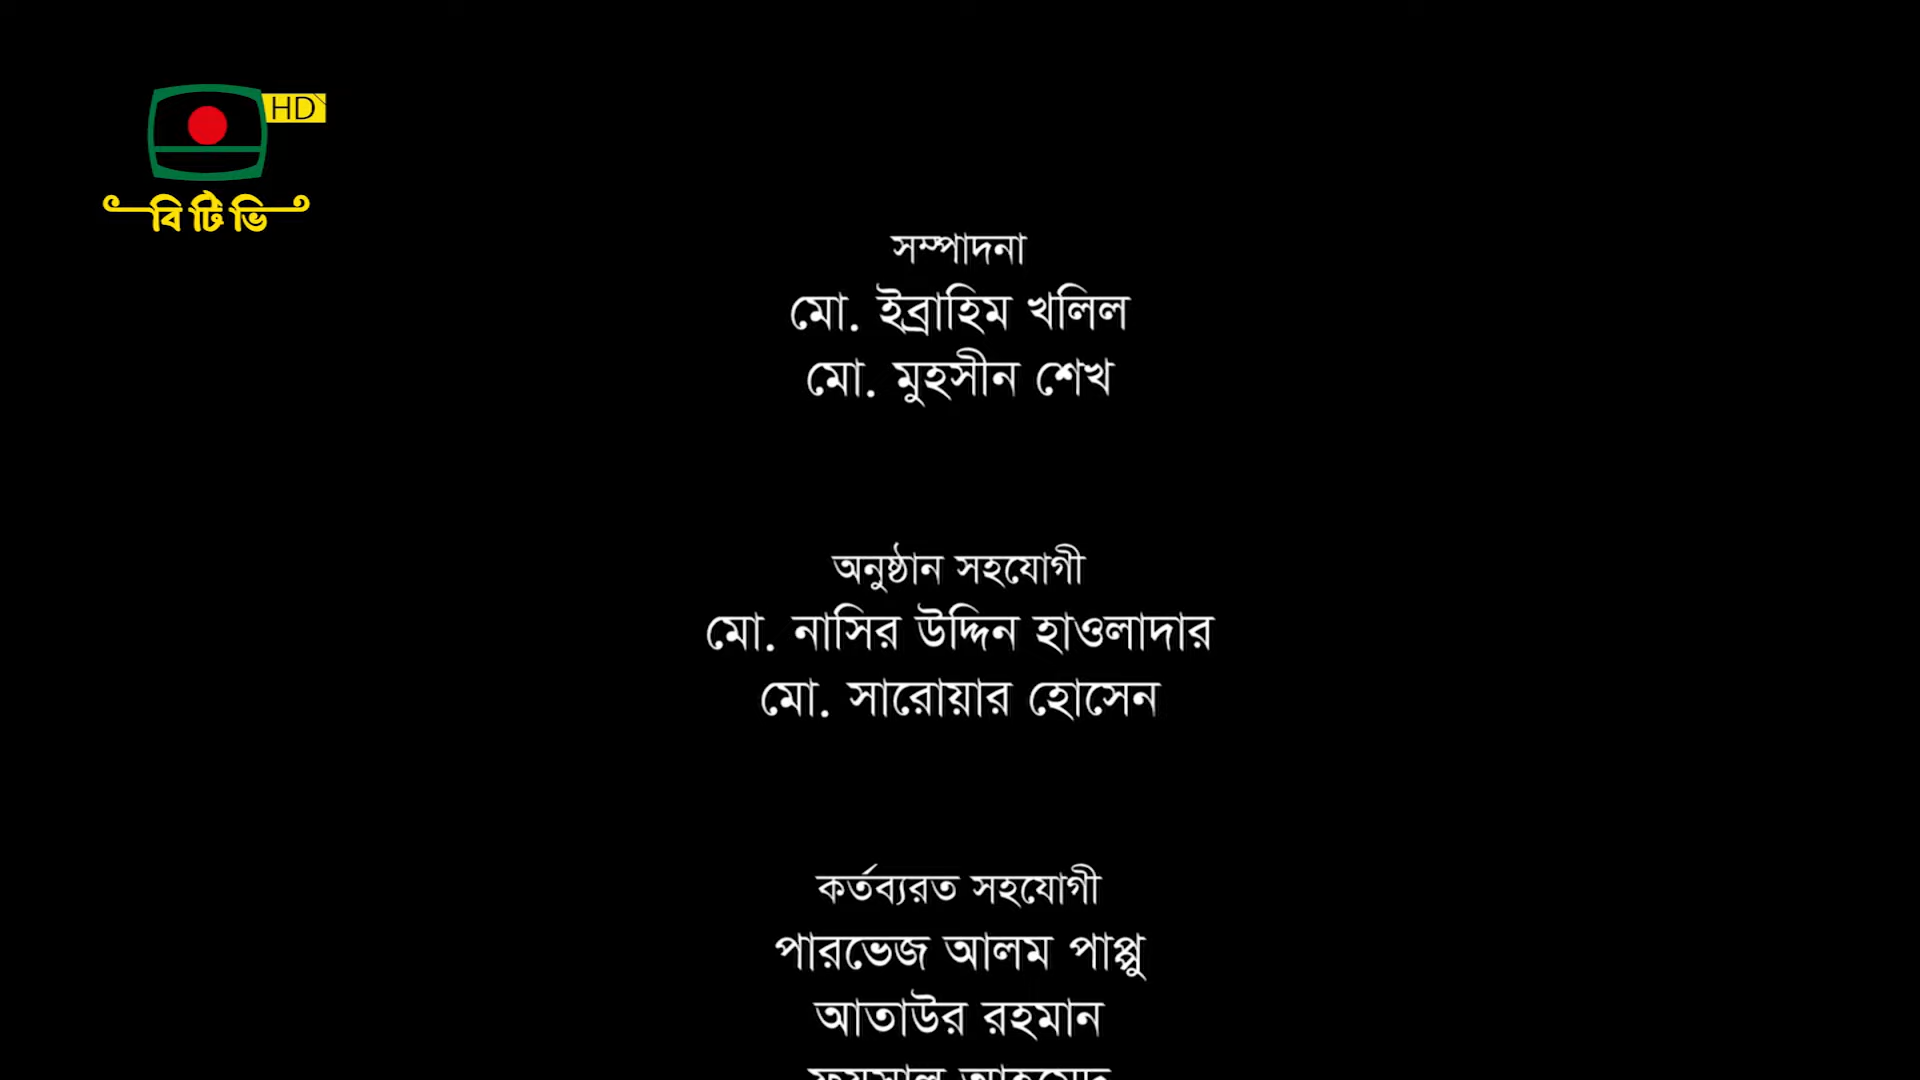 HD
বিটিভি
সম্পাদনা
মো. ইব্রাহিম খলিল
মো. মুহসীন শেখ
অনুষ্ঠান সহযোগী
মো. নাসির উদ্দিন হাওলাদার
মো. সারোয়ার হোসেন
কর্তব্যরত সহযোগী
পারভেজ আলম পাপ্পু
আতাউর রহমান